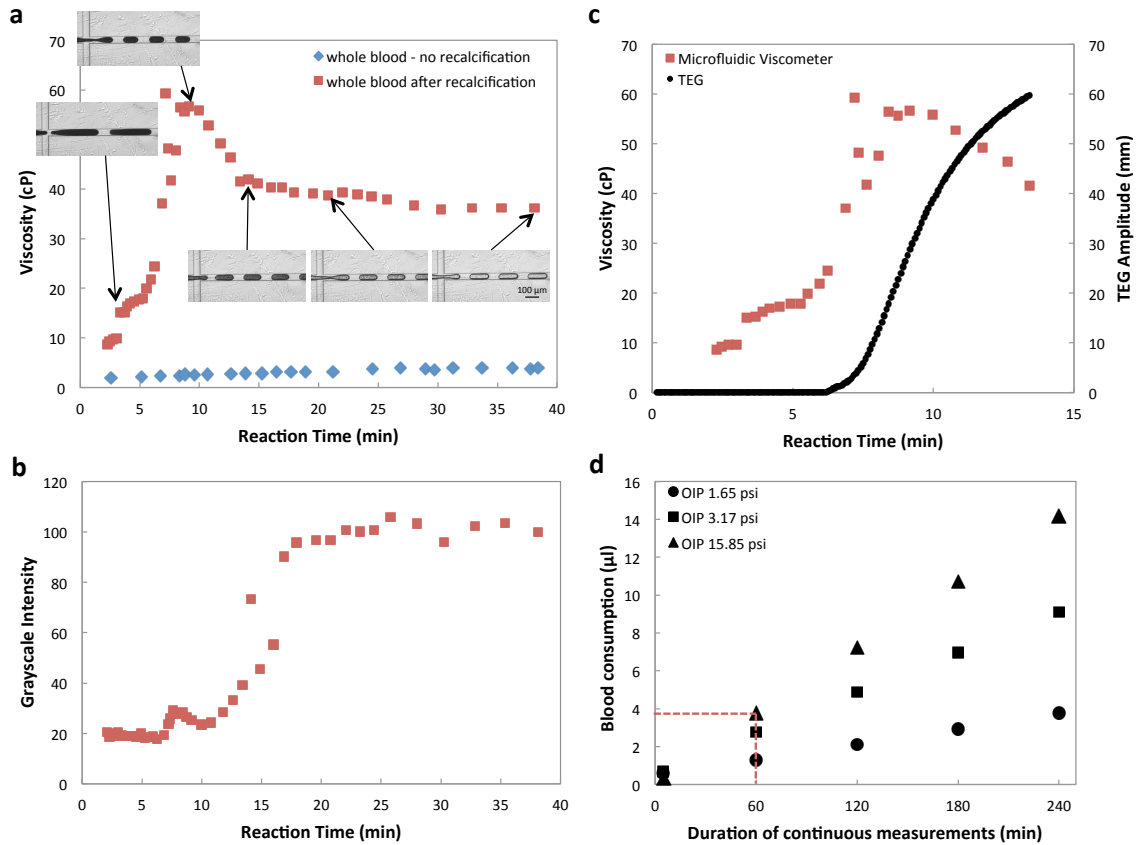 a
70
60
50
40
30
20
10
0
Viscosity (cP)
whole blood - no recalcification
whole blood after recalcification
100 µm
0 5 10 15 20 25 30 35 40
Reaction Time (min)
b
120
100
80
60
40
20
0
Grayscale Intensity
0 5 10 15 20 25 30 35 40
Reaction Time (min)
c
70
60
50
40
30
20
10
0
Viscosity (cP)
Microfluidic Viscometer
TEG
70
60
50
40
30
20
10
0
TEG Amplitude (mm)
0 5 10 15
Reaction Time (min)
d
16
14
12
10
8
6
4
2
0
Blood consumption (µl)
OIP 1.65 psi
OIP 3.17 psi
OIP 15.85 psi
0 60 120 180 240
Duration of continuous measurements (min)